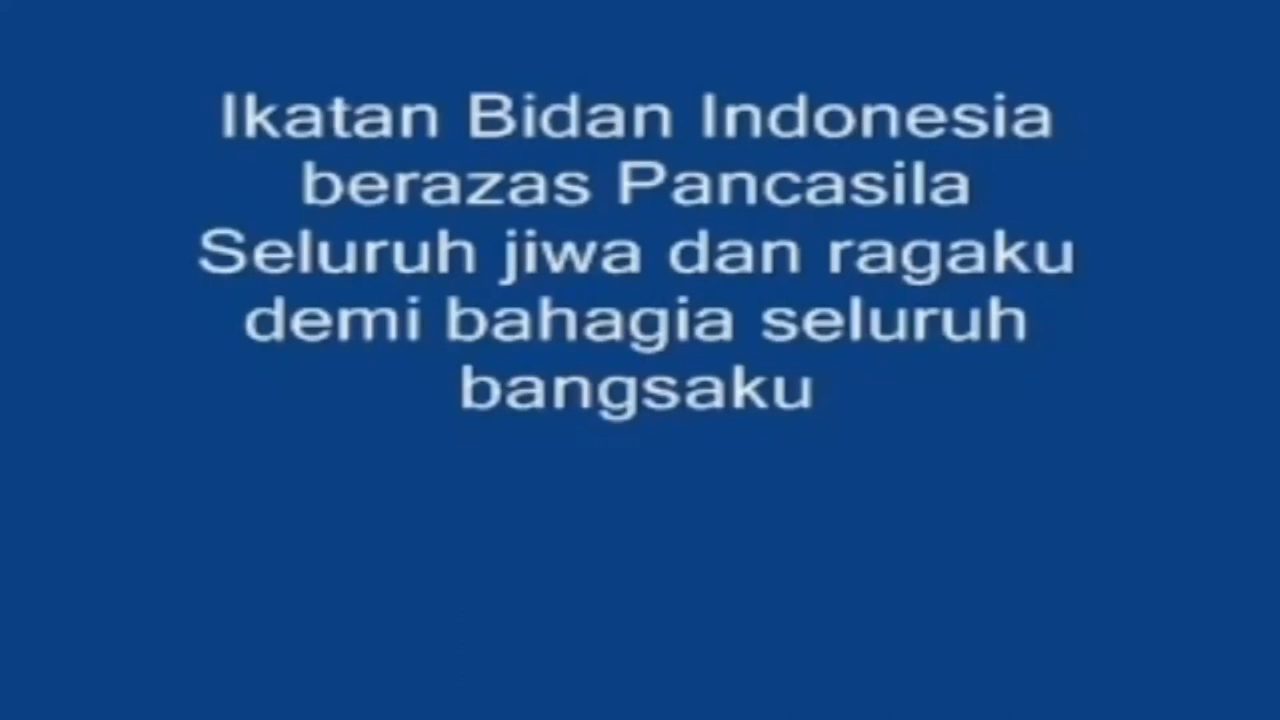 Ikatan Bidan Indonesia
berazas Pancasila
Seluruh jiwa dan ragaku
demi bahagia seluruh
bangsaku